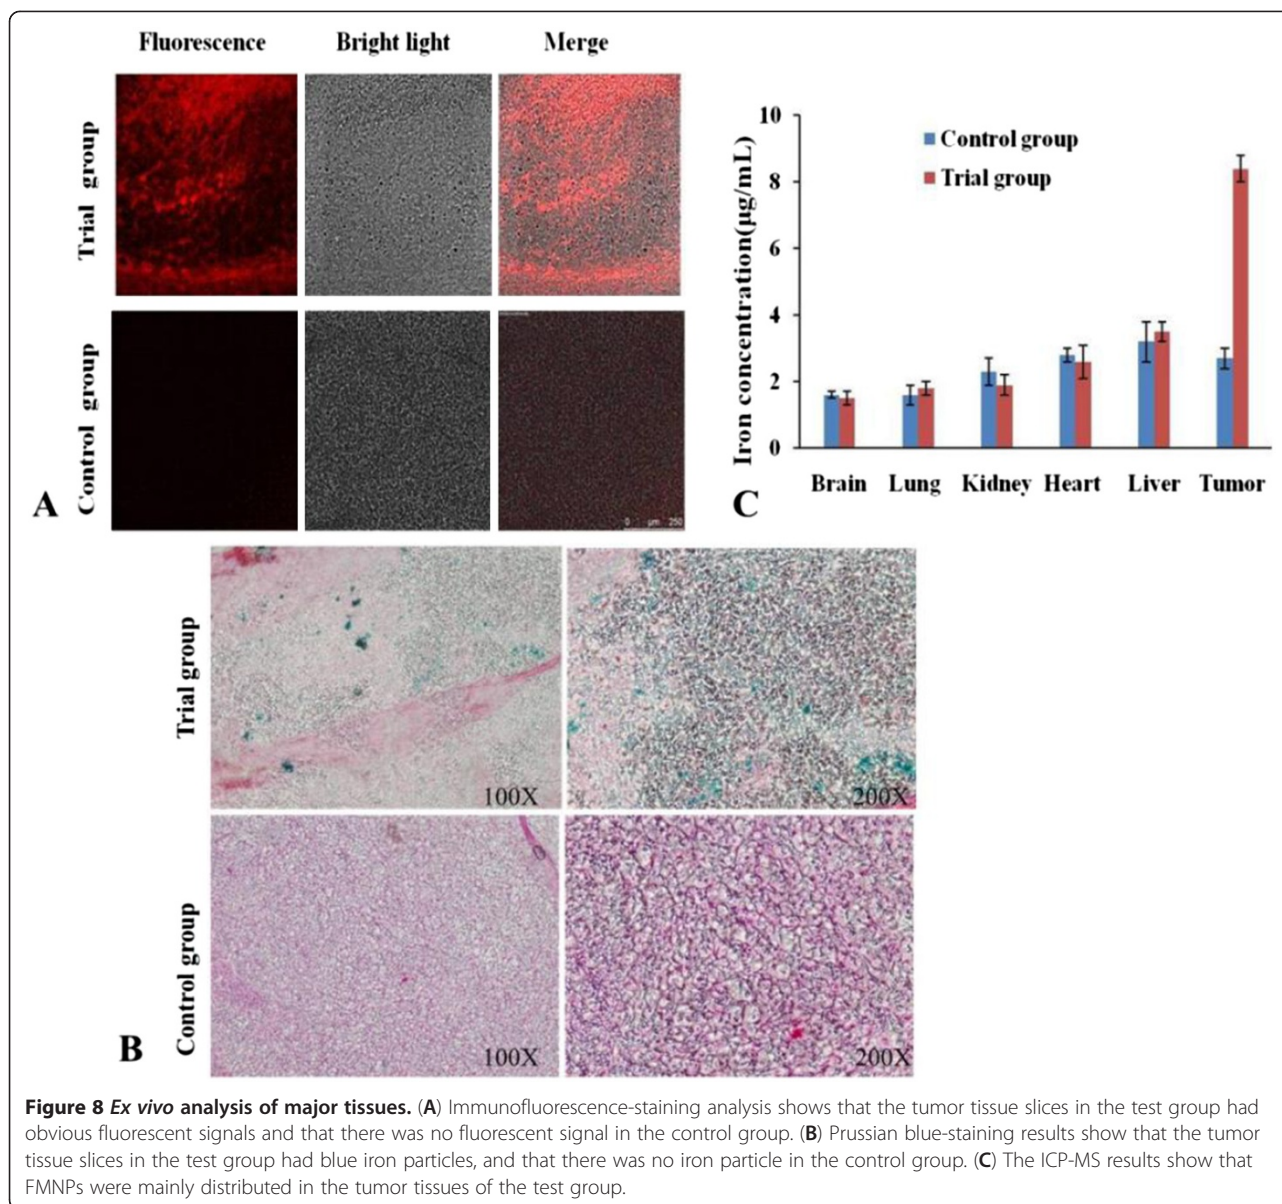 Fluorescence Bright light Merge
Trial group
Control group
0 µm 250
A
10
8
6
4
2
0
Iron concentration(µg/mL)
Control group
Trial group
Brain Lung Kidney Heart Liver Tumor
C
Trial group
100X 200X
Control group
100X 200X
B
Figure 8 Ex vivo analysis of major tissues. (A) Immunofluorescence-staining analysis shows that the tumor tissue slices in the test group had
obvious fluorescent signals and that there was no fluorescent signal in the control group. (B) Prussian blue-staining results show that the tumor
tissue slices in the test group had blue iron particles, and that there was no iron particle in the control group. (C) The ICP-MS results show that
FMNPs were mainly distributed in the tumor tissues of the test group.